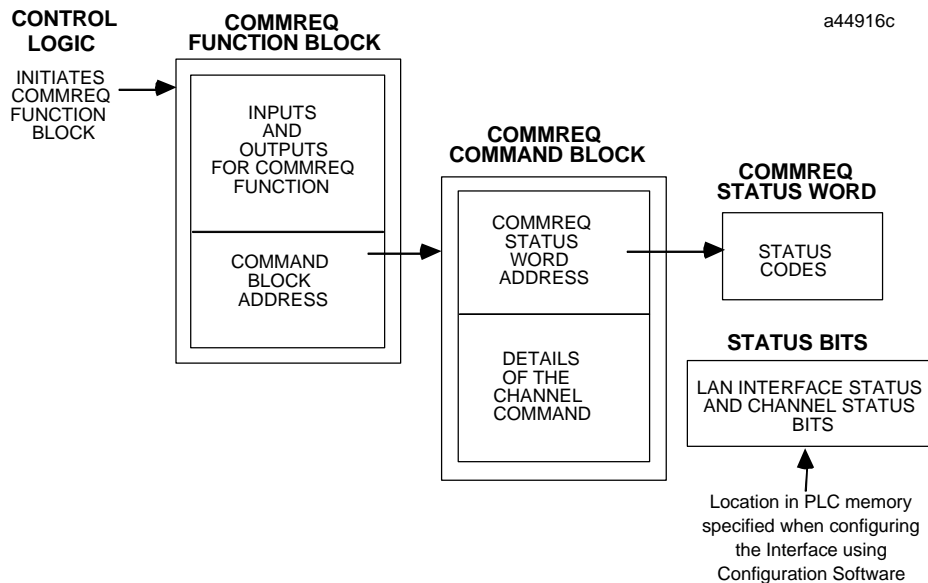 CONTROL
LOGIC
INITIATES
COMMREQ
FUNCTION
BLOCK
COMMREQ
FUNCTION BLOCK
INPUTS
AND
OUTPUTS
FOR COMMREQ
FUNCTION
COMMAND
BLOCK
ADDRESS
COMMREQ
COMMAND BLOCK
COMMREQ
STATUS
WORD
ADDRESS
DETAILS
OF THE
CHANNEL
COMMAND
a44916c
COMMREQ
STATUS WORD
STATUS
CODES
STATUS BITS
LAN INTERFACE STATUS
AND CHANNEL STATUS
BITS
Location in PLC memory
specified when configuring
the Interface using
Configuration Software